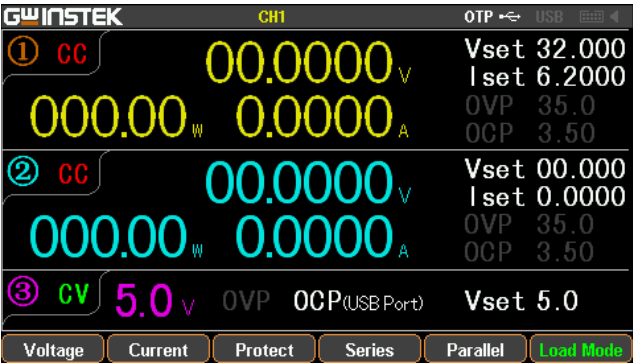 GWINSTEK CH1 OTP USB
① CC 00.0000 V Vset 32.000
Iset 6.2000
000.00 W 0.0000 A OVP 35.0
OCP 3.50
② CC 00.0000 V Vset 00.000
Iset 0.0000
000.00 W 0.0000 A OVP 35.0
OCP 3.50
③ CV 5.0 V OVP OCP(USB Port) Vset 5.0
Voltage Current Protect Series Parallel Load Mode